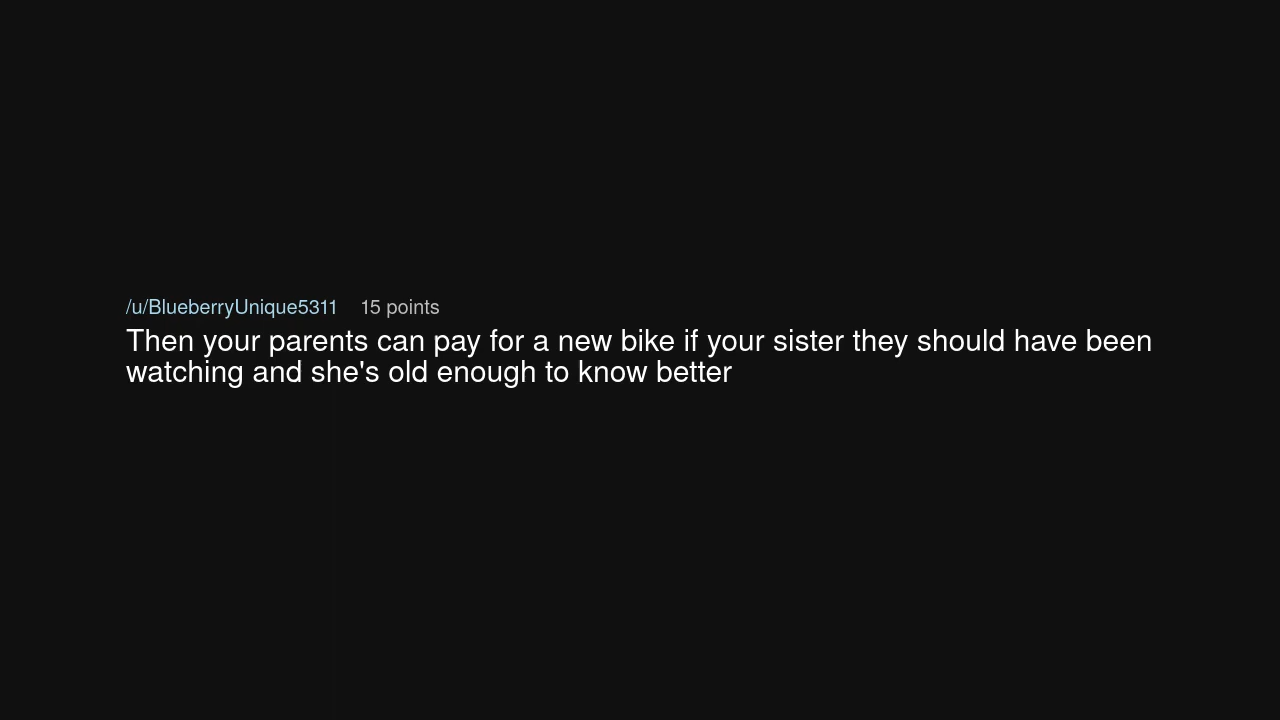 /u/BlueberryUnique5311 15 points
Then your parents can pay for a new bike if your sister they should have been
watching and she's old enough to know better